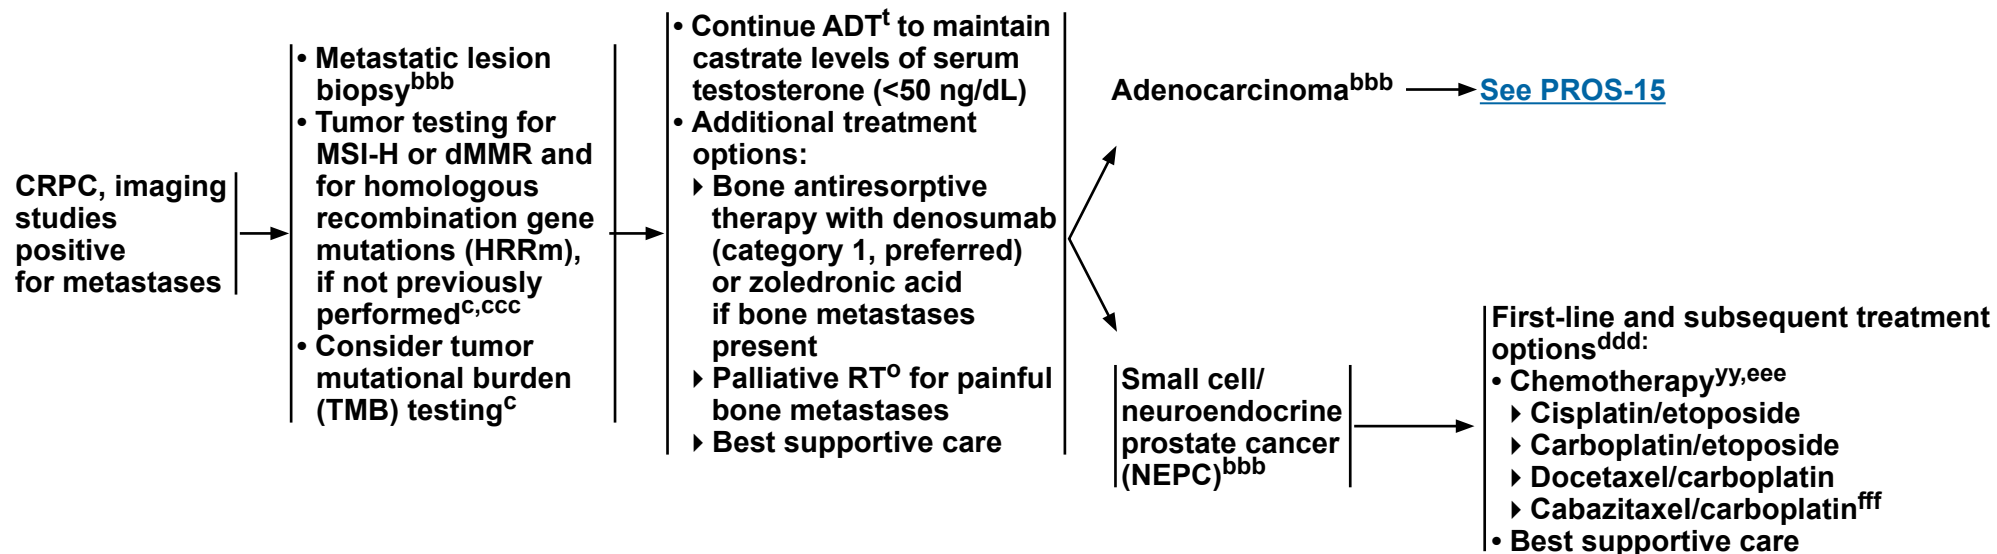 CRPC, imaging
studies
positive
for metastases
• Metastatic lesion
biopsybbb
• Tumor testing for
MSI-H or dMMR and
for homologous
recombination gene
mutations (HRRm),
if not previously
performedc,ccc
• Consider tumor
mutational burden
(TMB) testingc
• Continue ADTt to maintain
castrate levels of serum
testosterone (<50 ng/dL)
• Additional treatment
options:
▸ Bone antiresorptive
therapy with denosumab
(category 1, preferred)
or zoledronic acid
if bone metastases
present
▸ Palliative RTo for painful
bone metastases
▸ Best supportive care
Adenocarcinomabbb
See PROS-15
Small cell/
neuroendocrine
prostate cancer
(NEPC)bbb
First-line and subsequent treatment
optionsddd:
• Chemotherapyyy,eee
▸ Cisplatin/etoposide
▸ Carboplatin/etoposide
▸ Docetaxel/carboplatin
▸ Cabazitaxel/carboplatinfff
• Best supportive care